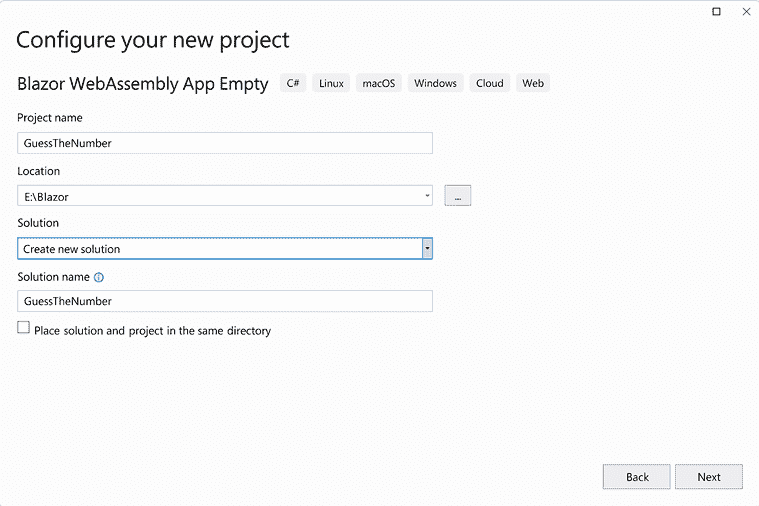 Configure your new project
Blazor WebAssembly App Empty C# Linux macOS Windows Cloud Web
Project name
GuessTheNumber
Location
E:\Blazor
...
Solution
Create new solution
Solution name
GuessTheNumber
Place solution and project in the same directory
Back Next